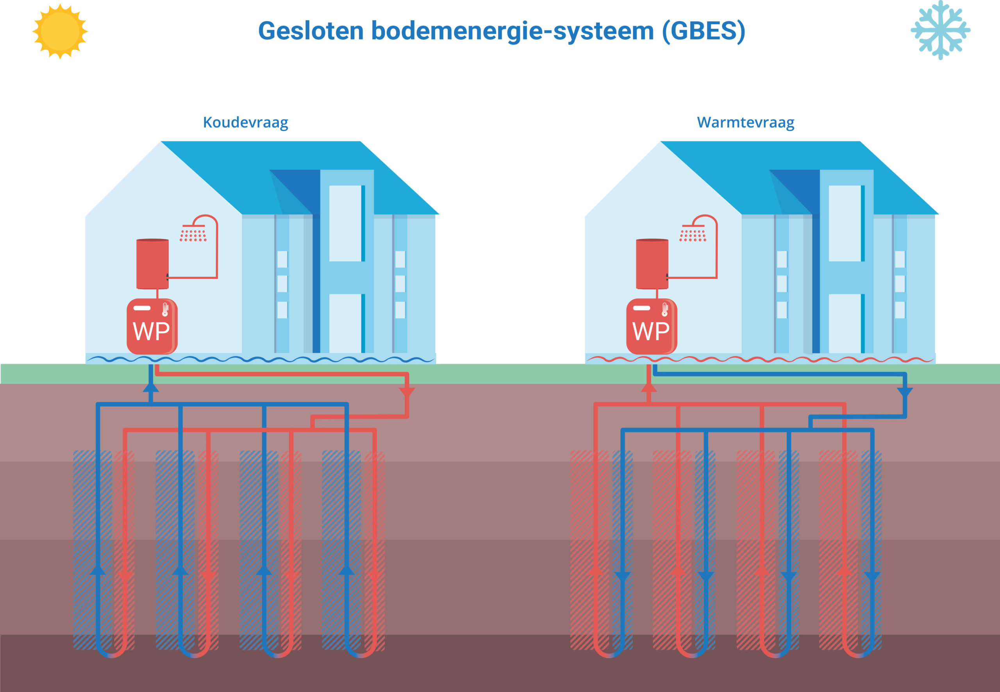 Gesloten bodemenergie-systeem (GBES)
Koudevraag
Warmtevraag
WP
WP